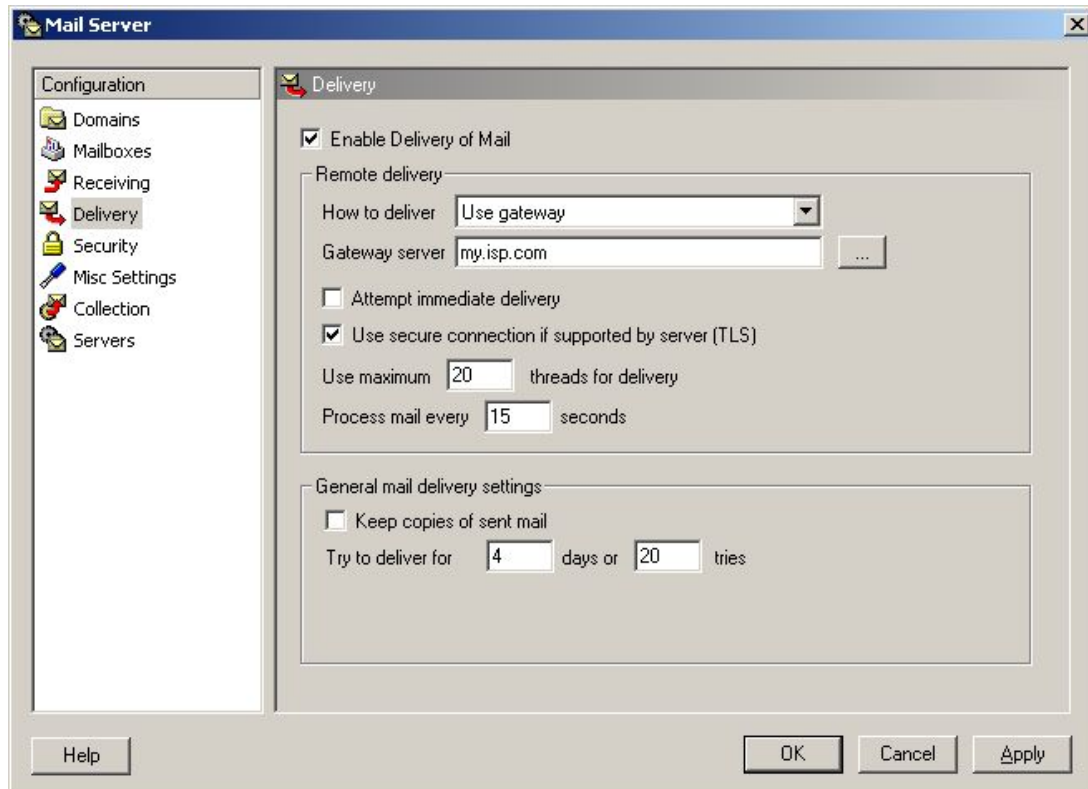 Mail Server
Configuration
Domains
Mailboxes
Receiving
Delivery
Security
Misc Settings
Collection
Servers
Delivery
Enable Delivery of Mail
Remote delivery
How to deliver Use gateway
Gateway server my.isp.com ...
Attempt immediate delivery
Use secure connection if supported by server (TLS)
Use maximum 20 threads for delivery
Process mail every 15 seconds
General mail delivery settings
Keep copies of sent mail
Try to deliver for 4 days or 20 tries
Help OK Cancel Apply